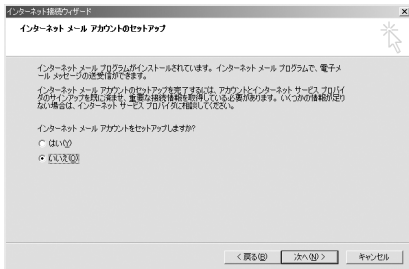 インターネット接続ウィザード
インターネット メール アカウントのセットアップ
インターネット メール プログラムがインストールされています。インターネット メール プログラムで、電子メ
ール メッセージの送受信ができます。
インターネット メール アカウントのセットアップを完了するには、アカウントとインターネット サービス プロバイ
ダのサインアップを既に済ませ、重要な接続情報を取得している必要があります。いくつかの情報が足り
ない場合は、インターネット サービス プロバイダに相談してください。
インターネット メール アカウントをセットアップしますか?
はい(Y)
いいえ(O)
< 戻る(B)
次へ(N) >
キャンセル